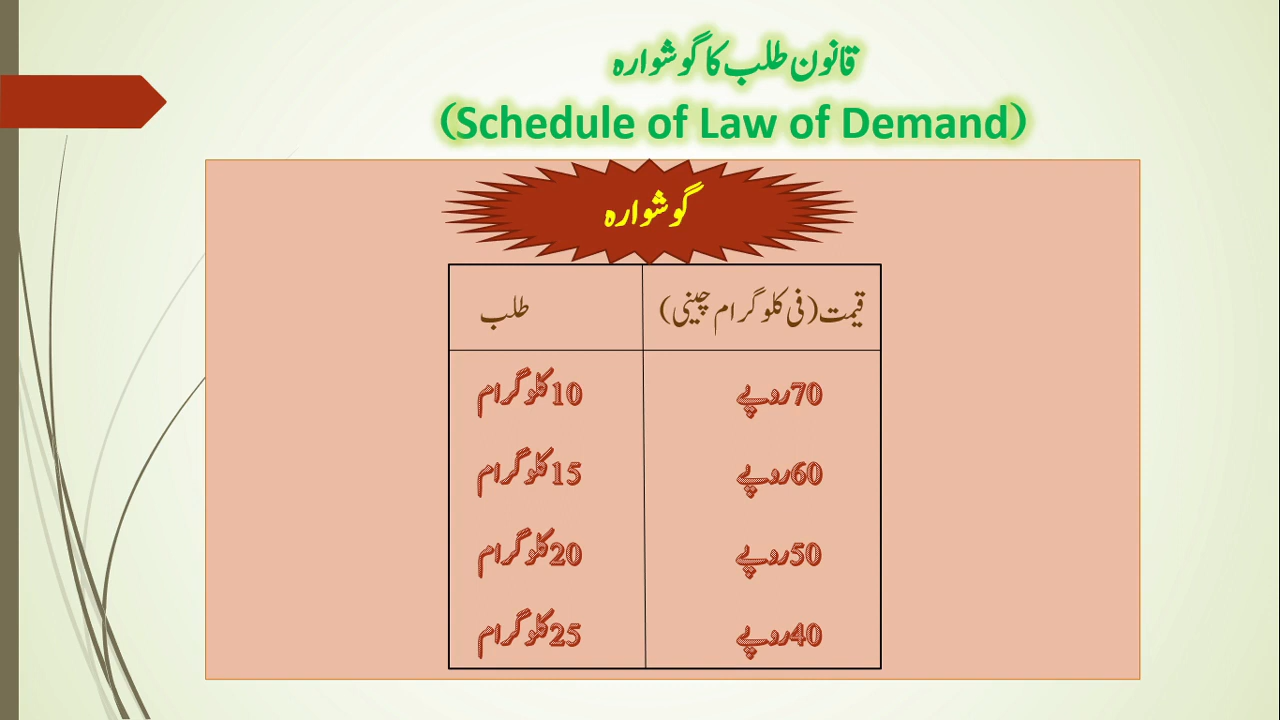 قانون طلب کا گوشوارہ
(Schedule of Law of Demand)
گوشوارہ
قیمت(فی کلوگرام چینی) طلب
70روپے 10کلوگرام
60روپے 15کلوگرام
50روپے 20کلوگرام
40روپے 25کلوگرام